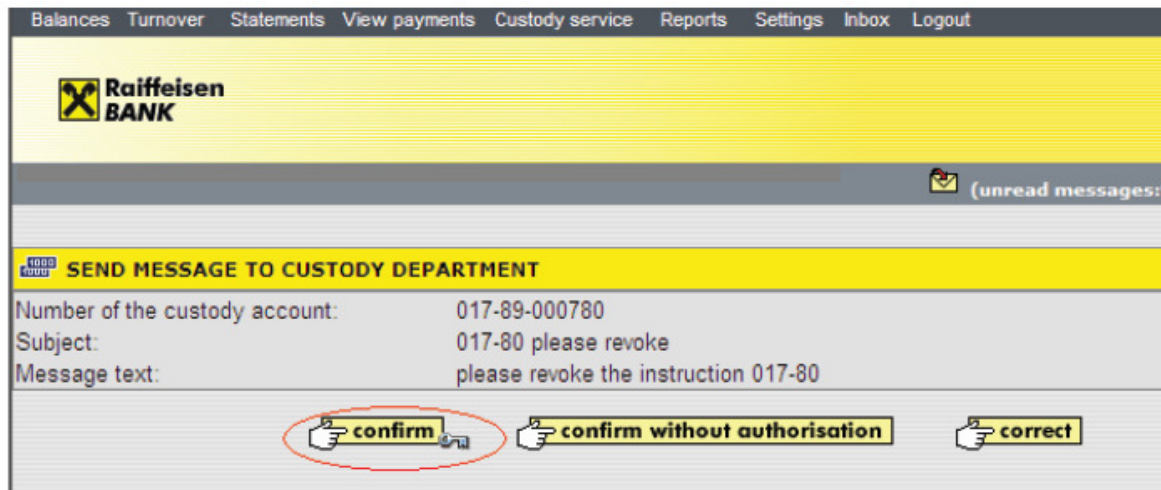 Balances Turnover Statements View payments Custody service Reports Settings Inbox Logout
Raiffeisen
BANK
(unread messages:
SEND MESSAGE TO CUSTODY DEPARTMENT
Number of the custody account: 017-89-000780
Subject: 017-80 please revoke
Message text: please revoke the instruction 017-80
confirm confirm without authorisation correct